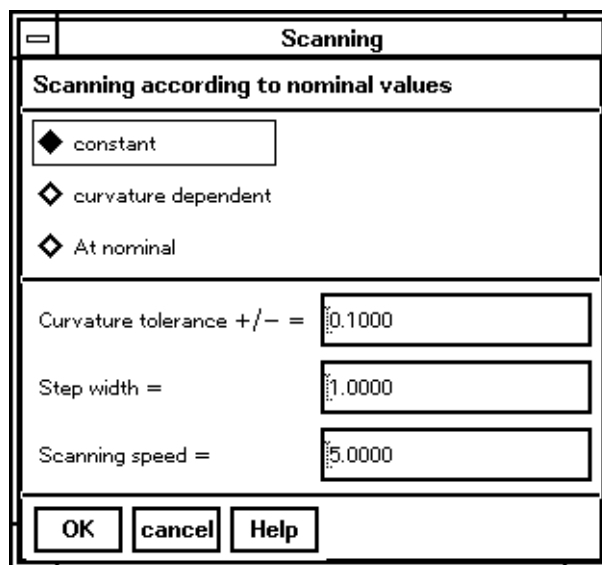 Scanning
Scanning according to nominal values
constant
curvature dependent
At nominal
Curvature tolerance +/− = 0.1000
Step width = 1.0000
Scanning speed = 5.0000
OK cancel Help